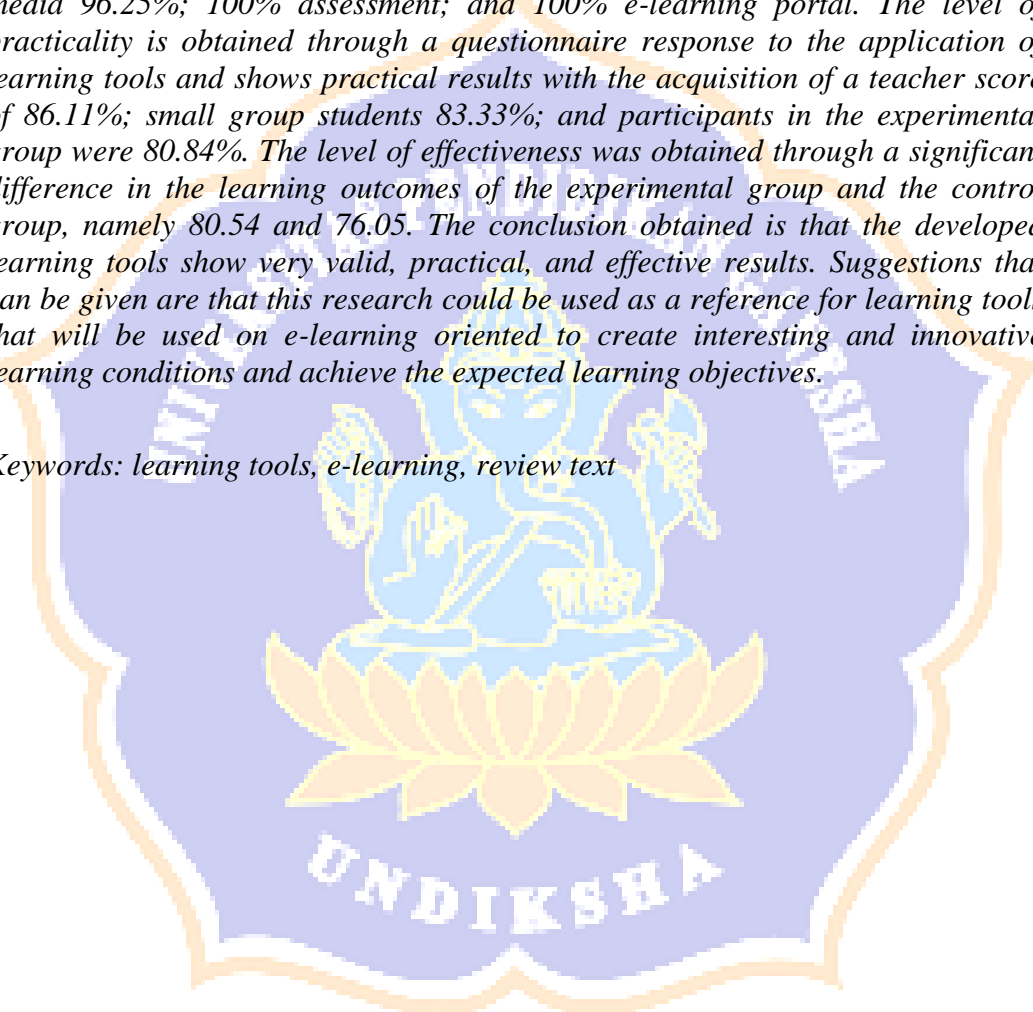 media 96.25%; 100% assessment; and 100% e-learning portal. The level of
practicality is obtained through a questionnaire response to the application of
learning tools and shows practical results with the acquisition of a teacher score
of 86.11%; small group students 83.33%; and participants in the experimental
group were 80.84%. The level of effectiveness was obtained through a significant
difference in the learning outcomes of the experimental group and the control
group, namely 80.54 and 76.05. The conclusion obtained is that the developed
learning tools show very valid, practical, and effective results. Suggestions that
can be given are that this research could be used as a reference for learning tools
that will be used on e-learning oriented to create interesting and innovative
learning conditions and achieve the expected learning objectives.
Keywords: learning tools, e-learning, review text
UNIVERSITAS PENDIDIKAN GANESHA
UNDIKSHA